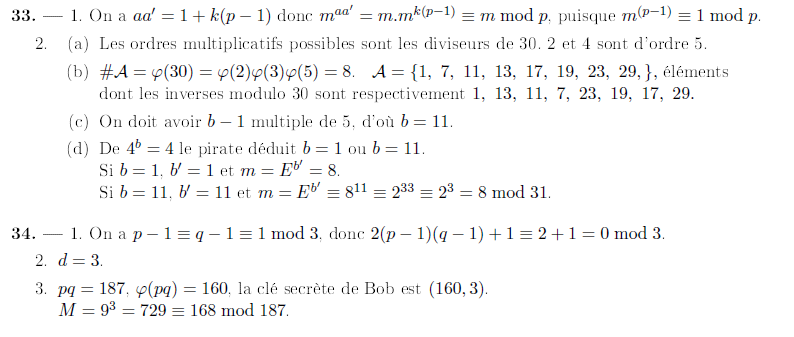 33. — 1. On a aa′ = 1 + k(p − 1) donc m^{aa′} = m.m^{k(p−1)} ≡ m mod p, puisque m^{(p−1)} ≡ 1 mod p.
2. (a) Les ordres multiplicatifs possibles sont les diviseurs de 30. 2 et 4 sont d'ordre 5.
(b) #𝒜 = φ(30) = φ(2)φ(3)φ(5) = 8. 𝒜 = {1, 7, 11, 13, 17, 19, 23, 29, }, éléments
dont les inverses modulo 30 sont respectivement 1, 13, 11, 7, 23, 19, 17, 29.
(c) On doit avoir b − 1 multiple de 5, d'où b = 11.
(d) De 4^b = 4 le pirate déduit b = 1 ou b = 11.
Si b = 1, b′ = 1 et m = E^{b′} = 8.
Si b = 11, b′ = 11 et m = E^{b′} ≡ 8^{11} ≡ 2^{33} ≡ 2^3 = 8 mod 31.
34. — 1. On a p − 1 ≡ q − 1 ≡ 1 mod 3, donc 2(p − 1)(q − 1) + 1 ≡ 2 + 1 = 0 mod 3.
2. d = 3.
3. pq = 187, φ(pq) = 160, la clé secrète de Bob est (160, 3).
M = 9^3 = 729 ≡ 168 mod 187.